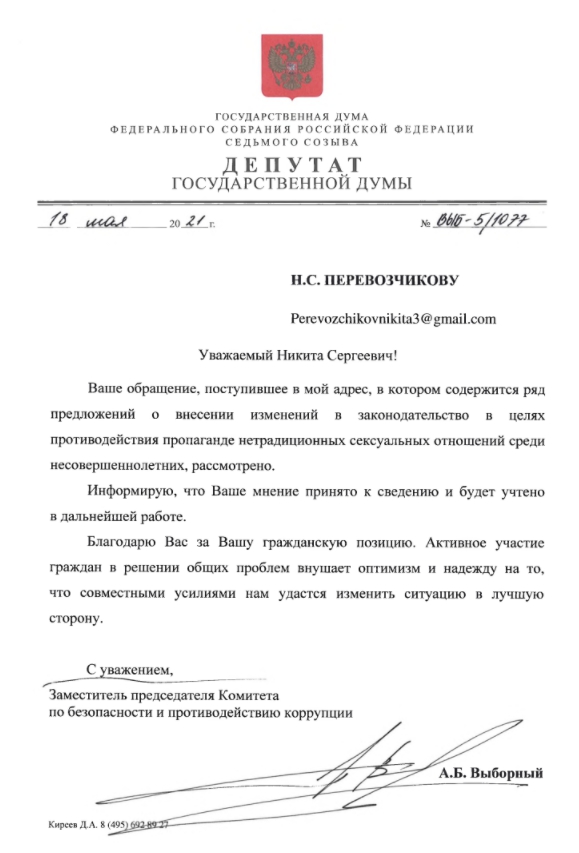 ГОСУДАРСТВЕННАЯ ДУМА
ФЕДЕРАЛЬНОГО СОБРАНИЯ РОССИЙСКОЙ ФЕДЕРАЦИИ
СЕДЬМОГО СОЗЫВА
ДЕПУТАТ
ГОСУДАРСТВЕННОЙ ДУМЫ
18 мая 2021 г. № ВЫБ-5/1077
Н.С. ПЕРЕВОЗЧИКОВУ
Perevozchikovnikita3@gmail.com
Уважаемый Никита Сергеевич!
Ваше обращение, поступившее в мой адрес, в котором содержится ряд
предложений о внесении изменений в законодательство в целях
противодействия пропаганде нетрадиционных сексуальных отношений среди
несовершеннолетних, рассмотрено.
Информирую, что Ваше мнение принято к сведению и будет учтено
в дальнейшей работе.
Благодарю Вас за Вашу гражданскую позицию. Активное участие
граждан в решении общих проблем внушает оптимизм и надежду на то,
что совместными усилиями нам удастся изменить ситуацию в лучшую
сторону.
С уважением,
Заместитель председателя Комитета
по безопасности и противодействию коррупции
А.Б. Выборный
Киреев Д.А. 8 (495) 692 89 27